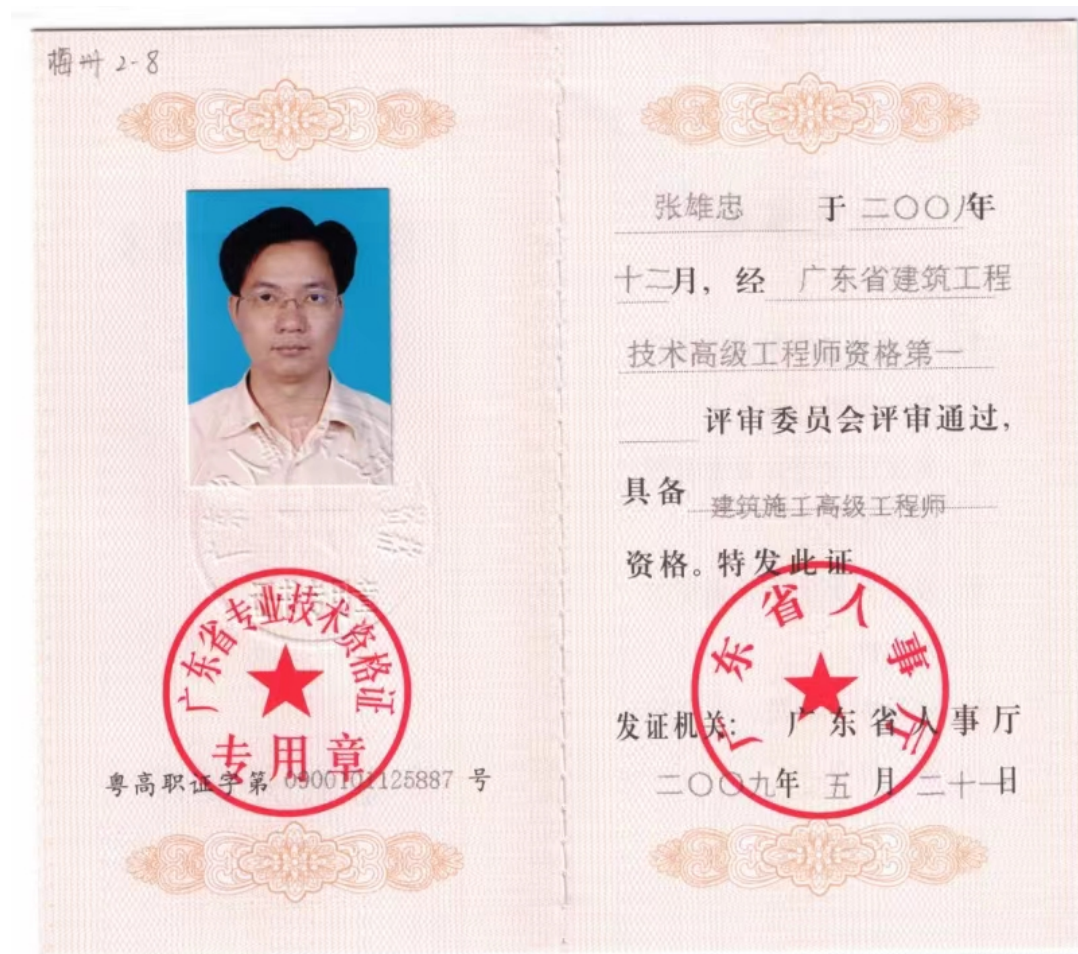 梅州 2-8
广东省专业技术资格证
专用章
粤高职证字第 0900101125887 号
张雄忠 于 二〇〇八年
十二月，经 广东省建筑工程
技术高级工程师资格第一
评审委员会评审通过，
具备 建筑施工高级工程师
资格。特发此证
广东省人事厅
发证机关： 广东省人事厅
二〇〇九年 五 月 二十一日